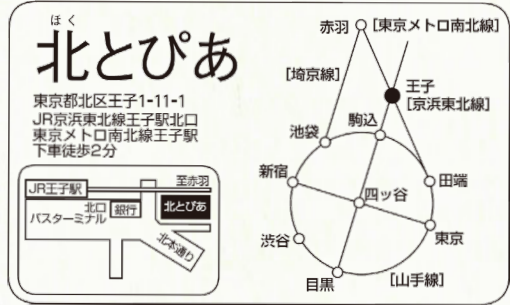 ほく
北とぴあ
東京都北区王子1-11-1
JR京浜東北線王子駅北口
東京メトロ南北線王子駅
下車徒歩2分
JR王子駅
至赤羽
北口
バスターミナル
銀行
北とぴあ
北本通り
赤羽
[東京メトロ南北線]
[埼京線]
王子
[京浜東北線]
駒込
池袋
新宿
田端
四ッ谷
渋谷
東京
目黒
[山手線]